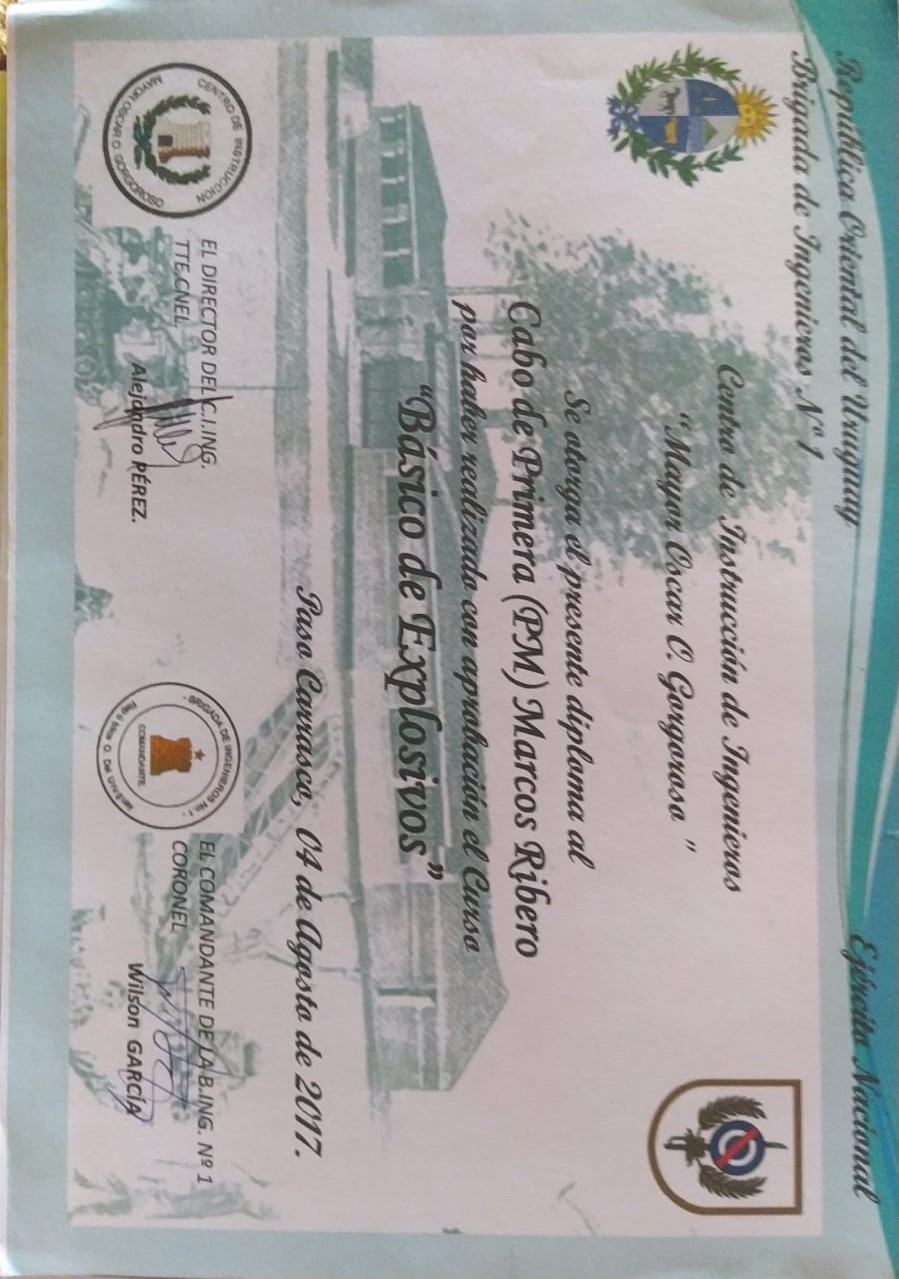 República Oriental del Uruguay
Ejército Nacional
Brigada de Ingenieros Nº 1
Centro de Instrucción de Ingenieros
"Mayor Oscar O. Gorgoroso"
Se otorga el presente diploma al
Cabo de Primera (PM) Marcos Ribero
por haber realizado con aprobación el Curso
"Básico de Explosivos"
Paso Carrasco, 04 de Agosto de 2017.
CENTRO DE INSTRUCCION
MAYOR OSCAR O. GORGOROSO
EL DIRECTOR DEL C.I.ING.
TTE.CNEL.
Alejandro PÉREZ.
- BRIGADA DE INGENIEROS No. 1 -
COMANDANTE
EL COMANDANTE DE LA B.ING. Nº 1
CORONEL
Wilson GARCÍA